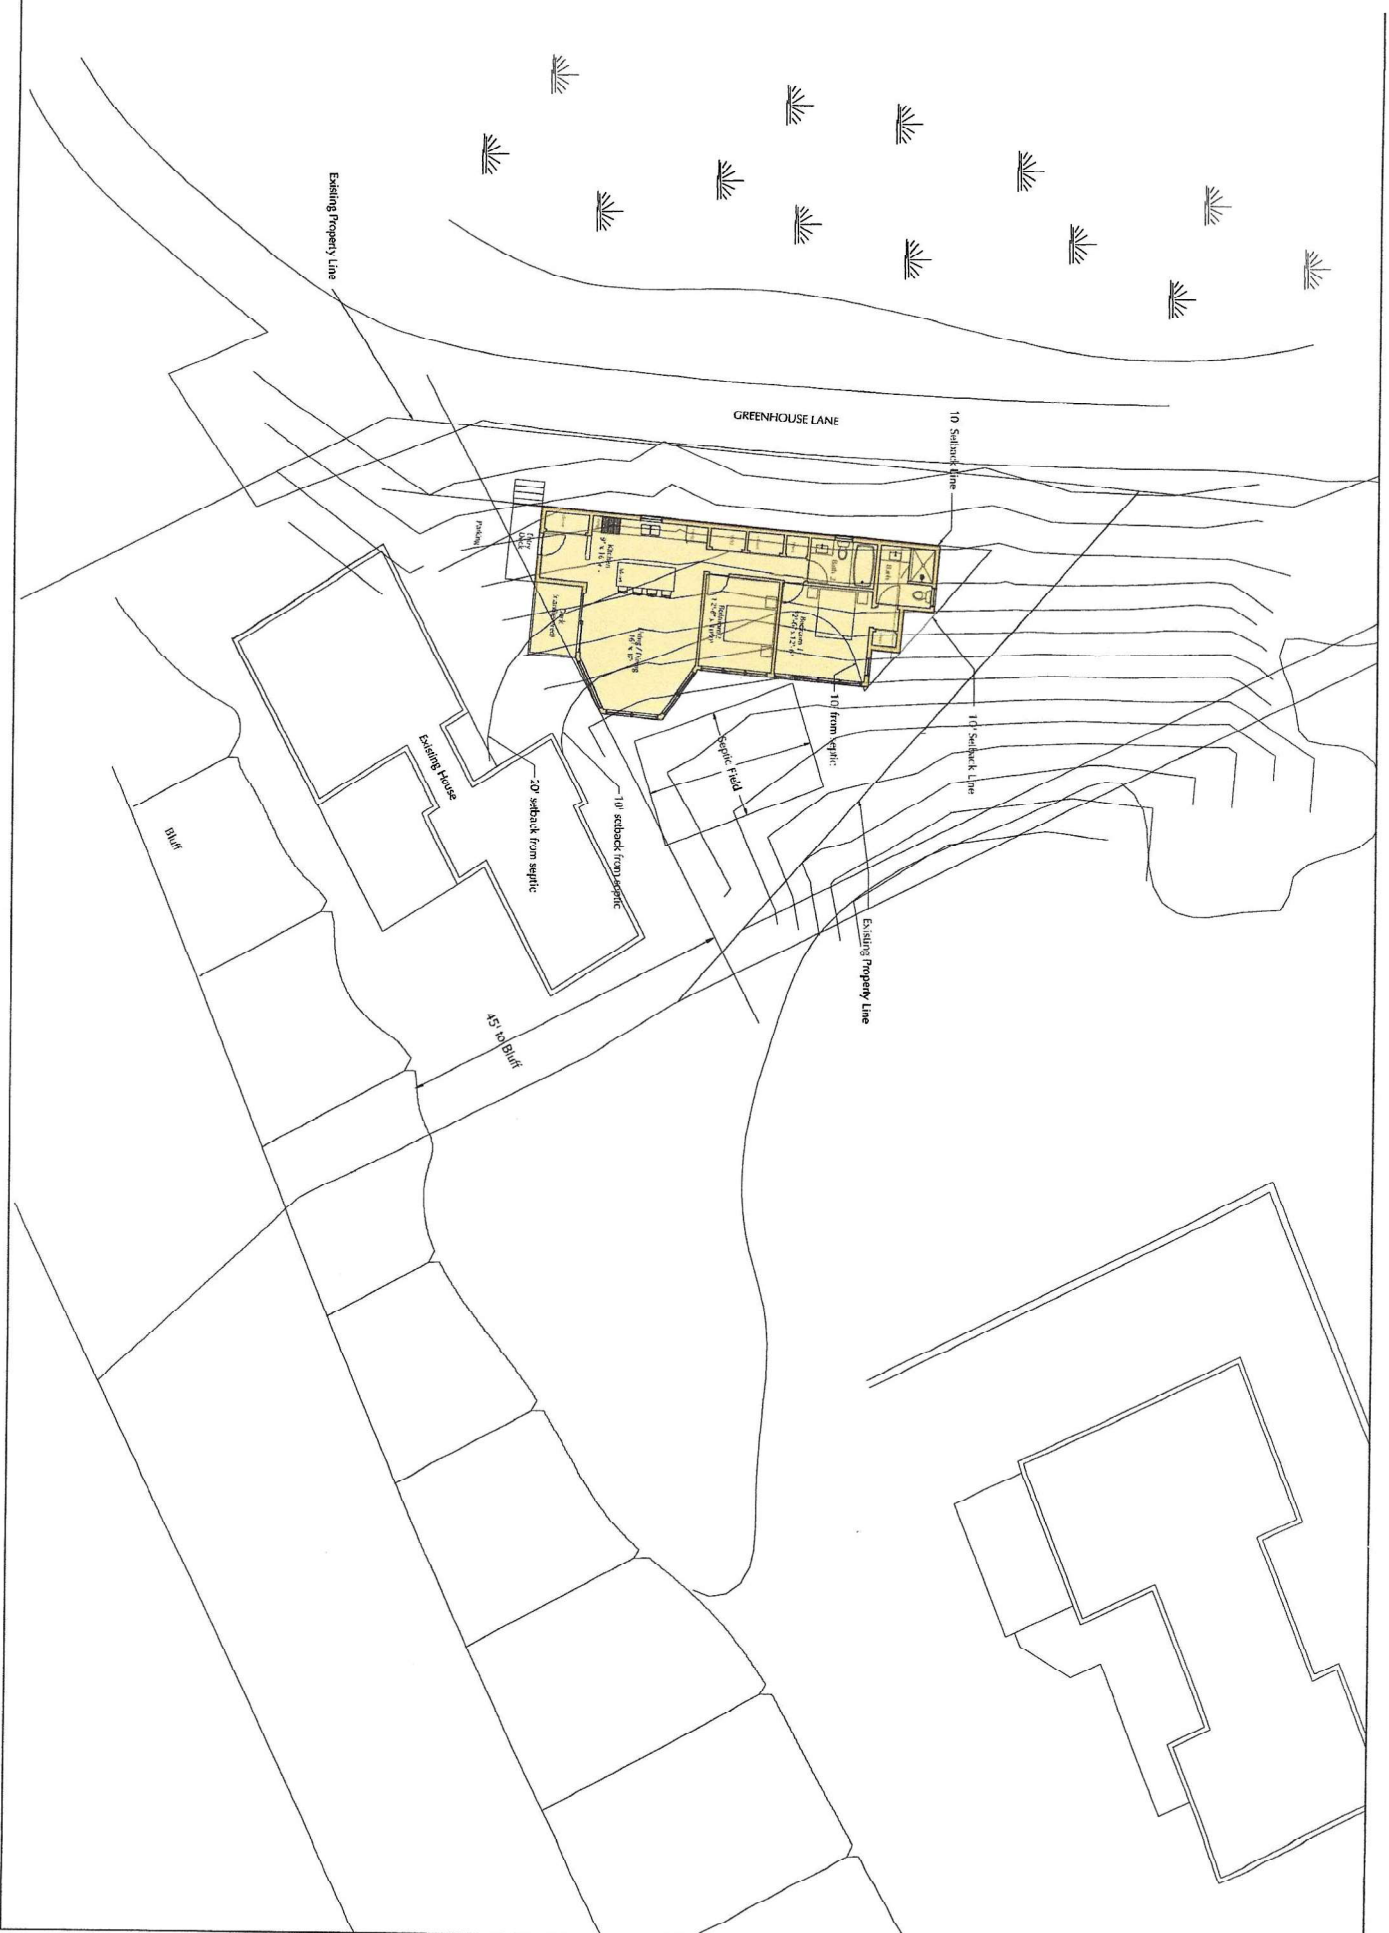 Existing Property Line
GREENHOUSE LANE
10' Setback Line
Parking
Entry
Deck
Kitchen
Bath 2
Bath
Bedroom 1
Deck
Living / Dining
10' from septic
10' Setback Line
Septic Field
Existing House
20' setback from septic
10' setback from septic
Bluff
Existing Property Line
45' to Bluff